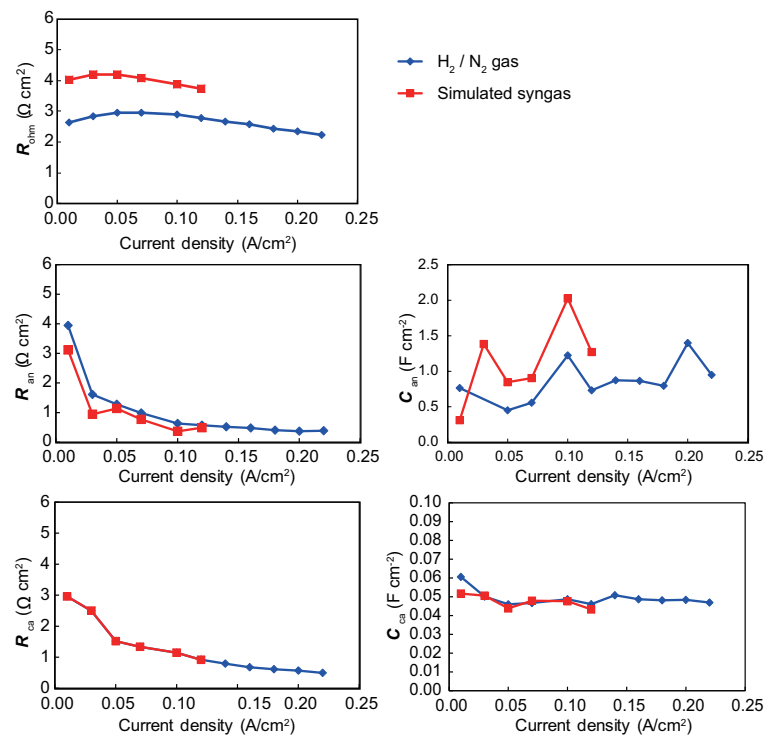 6
5
4
3
2
1
0
R ohm (Ω cm²)
0.00 0.05 0.10 0.15 0.20 0.25
Current density (A/cm²)
H₂ / N₂ gas
Simulated syngas
6
5
4
3
2
1
0
R an (Ω cm²)
0.00 0.05 0.10 0.15 0.20 0.25
Current density (A/cm²)
2.5
2.0
1.5
1.0
0.5
0.0
C an (F cm-²)
0.00 0.05 0.10 0.15 0.20 0.25
Current density (A/cm²)
6
5
4
3
2
1
0
R ca (Ω cm²)
0.00 0.05 0.10 0.15 0.20 0.25
Current density (A/cm²)
0.10
0.09
0.08
0.07
0.06
0.05
0.04
0.03
0.02
0.01
0.00
C ca (F cm-²)
0.00 0.05 0.10 0.15 0.20 0.25
Current density (A/cm²)